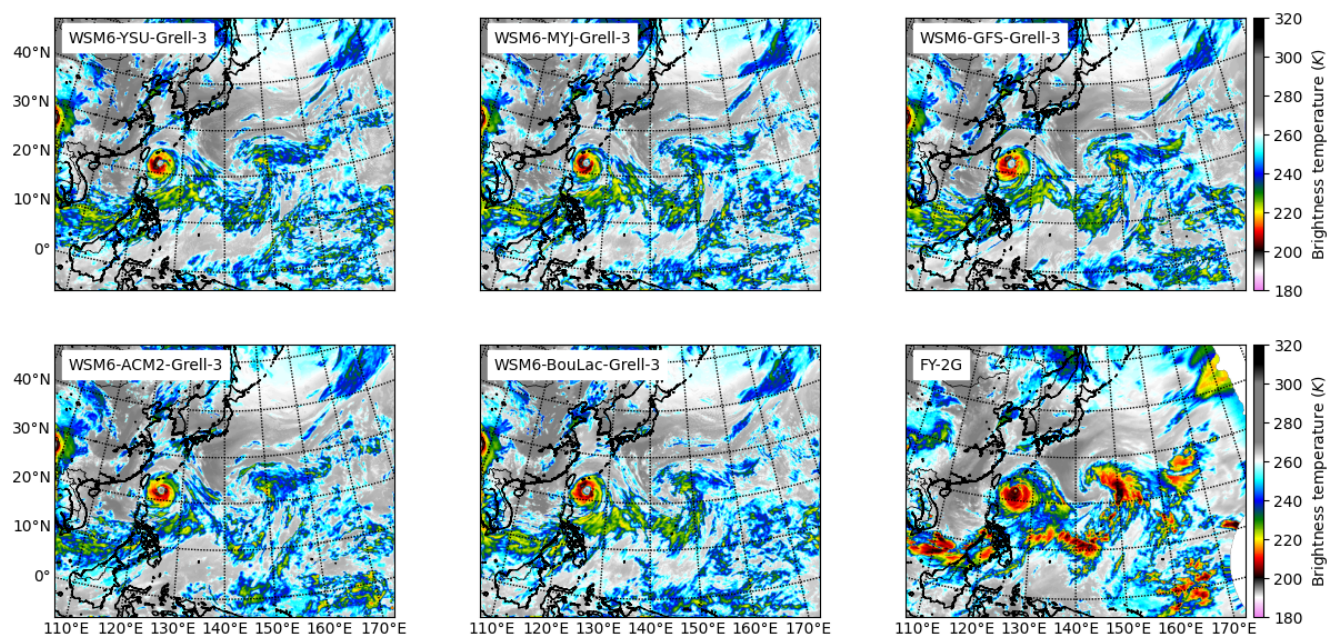 WSM6-YSU-Grell-3
WSM6-MYJ-Grell-3
WSM6-GFS-Grell-3
40°N
30°N
20°N
10°N
0°
320
300
280
260
240
220
200
180
Brightness temperature (K)
WSM6-ACM2-Grell-3
WSM6-BouLac-Grell-3
FY-2G
40°N
30°N
20°N
10°N
0°
320
300
280
260
240
220
200
180
Brightness temperature (K)
110°E 120°E 130°E 140°E 150°E 160°E 170°E
110°E 120°E 130°E 140°E 150°E 160°E 170°E
110°E 120°E 130°E 140°E 150°E 160°E 170°E